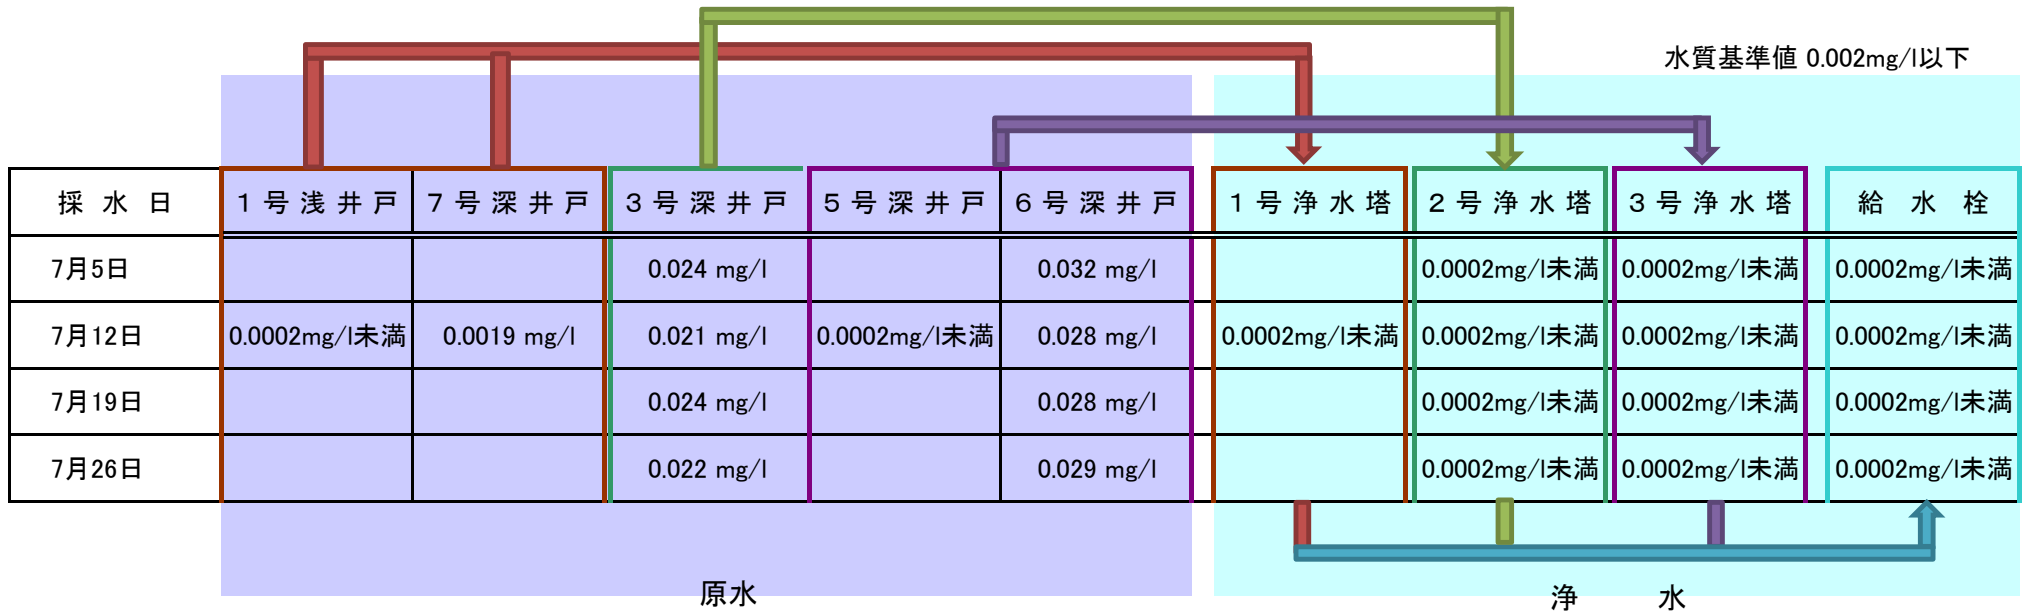 水質基準値 0.002mg/l以下
採 水 日 1 号 浅 井 戸 7 号 深 井 戸 3 号 深 井 戸 5 号 深 井 戸 6 号 深 井 戸 1 号 浄 水 塔 2 号 浄 水 塔 3 号 浄 水 塔 給 水 栓
7月5日 0.024 mg/l 0.032 mg/l 0.0002mg/l未満 0.0002mg/l未満 0.0002mg/l未満
7月12日 0.0002mg/l未満 0.0019 mg/l 0.021 mg/l 0.0002mg/l未満 0.028 mg/l 0.0002mg/l未満 0.0002mg/l未満 0.0002mg/l未満 0.0002mg/l未満
7月19日 0.024 mg/l 0.028 mg/l 0.0002mg/l未満 0.0002mg/l未満 0.0002mg/l未満
7月26日 0.022 mg/l 0.029 mg/l 0.0002mg/l未満 0.0002mg/l未満 0.0002mg/l未満
原水 浄 水